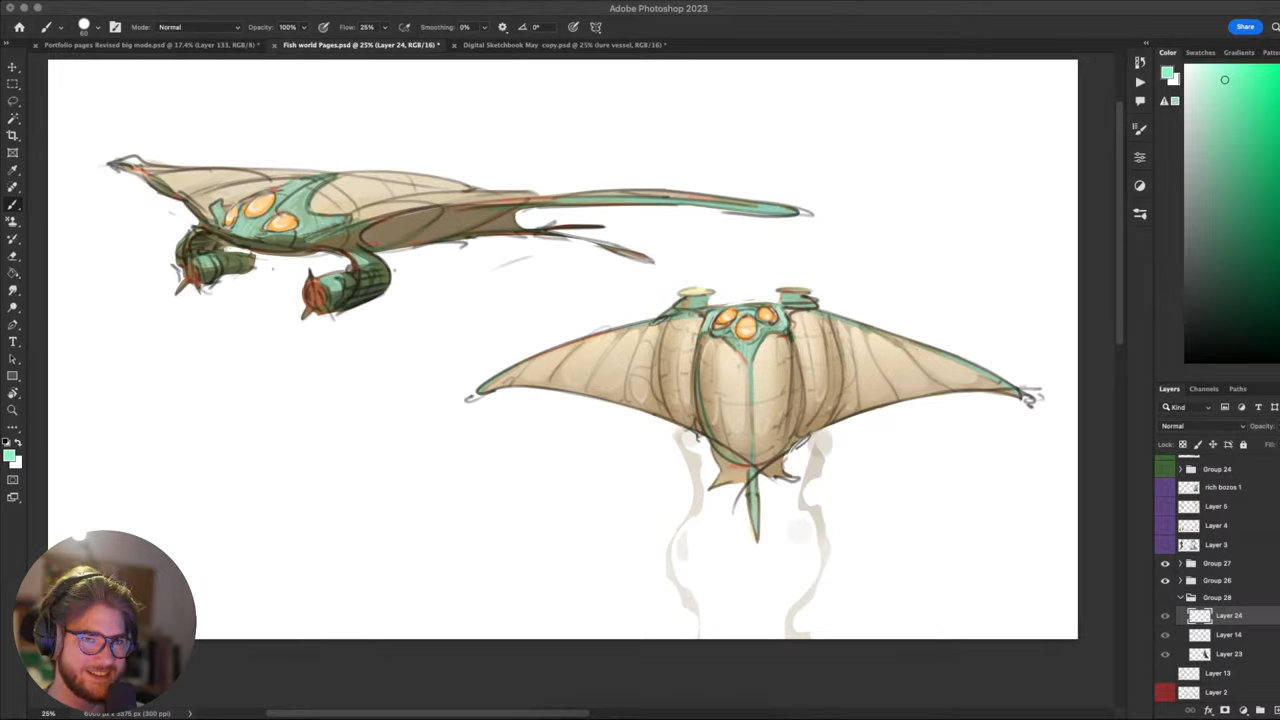 Adobe Photoshop 2023
60 Mode: Normal Opacity: 100% Flow: 25% Smoothing: 0% 0° Share
× Portfolio pages Revised big mode.psd @ 17.4% (Layer 133, RGB/8) * × Fish world Pages.psd @ 25% (Layer 24, RGB/16) * × Digital Sketchbook May copy.psd @ 25% (lure vessel, RGB/16) *
Color Swatches Gradients
Layers Channels Paths
Kind
Normal Opacity:
Lock: Fill:
Group 24
rich bozos 1
Layer 5
Layer 4
Layer 3
Group 27
Group 26
Group 28
Layer 24
Layer 14
Layer 23
Layer 13
Layer 2
25%
fx